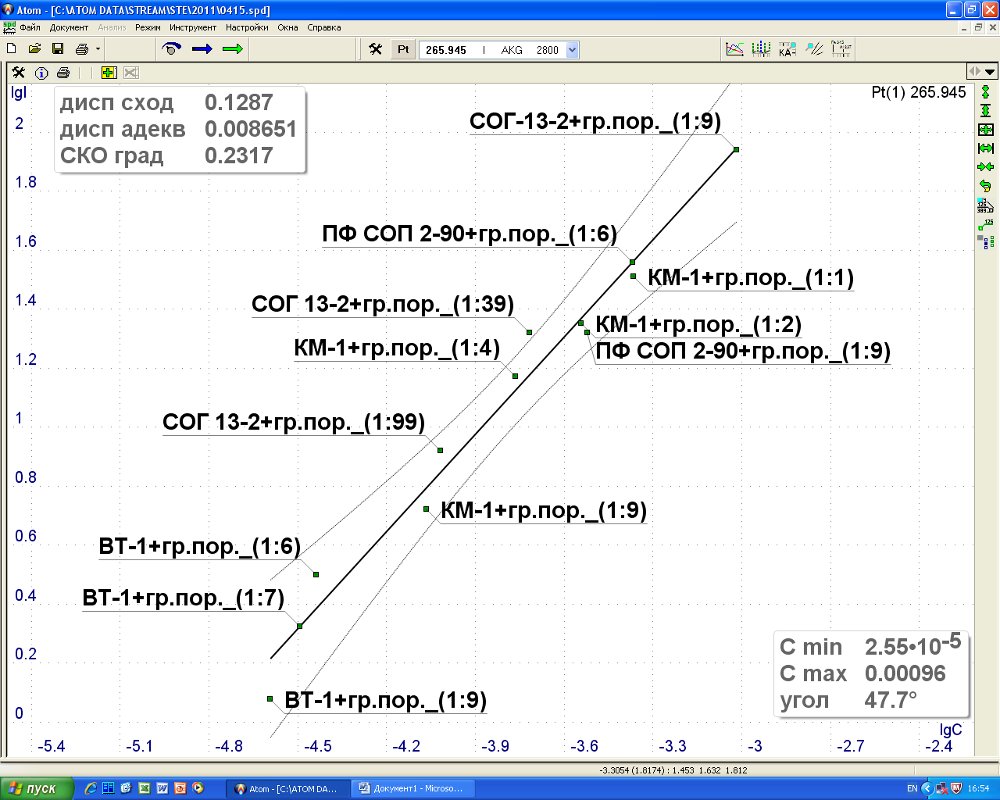 Atom - [C:\ATOM DATA\STREAM\STE\2011\0415.spd]
Файл Документ Анализ Режим Инструмент Настройки Окна Справка
Pt 265.945 I AKG 2800
lgI
Pt(1) 265.945
дисп сход 0.1287
дисп адекв 0.008651
СКО град 0.2317
2
1.8
1.6
1.4
1.2
1
0.8
0.6
0.4
0.2
0
СОГ-13-2+гр.пор._(1:9)
ПФ СОП 2-90+гр.пор._(1:6)
КМ-1+гр.пор._(1:1)
СОГ 13-2+гр.пор._(1:39)
КМ-1+гр.пор._(1:2)
КМ-1+гр.пор._(1:4)
ПФ СОП 2-90+гр.пор._(1:9)
СОГ 13-2+гр.пор._(1:99)
КМ-1+гр.пор._(1:9)
ВТ-1+гр.пор._(1:6)
ВТ-1+гр.пор._(1:7)
ВТ-1+гр.пор._(1:9)
C min 2.55•10-5
C max 0.00096
угол 47.7°
lgC
-5.4 -5.1 -4.8 -4.5 -4.2 -3.9 -3.6 -3.3 -3 -2.7 -2.4
-3.3054 (1.8174) : 1.453 1.632 1.812
пуск
Atom - [C:\ATOM DA...
Документ1 - Microso...
EN
16:54